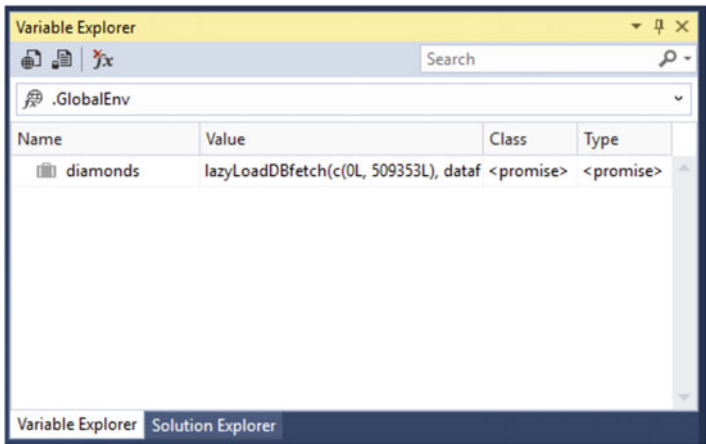 Variable Explorer
fx
Search
.GlobalEnv
Name Value Class Type
diamonds lazyLoadDBfetch(c(0L, 509353L), dataf <promise> <promise>
Variable Explorer Solution Explorer